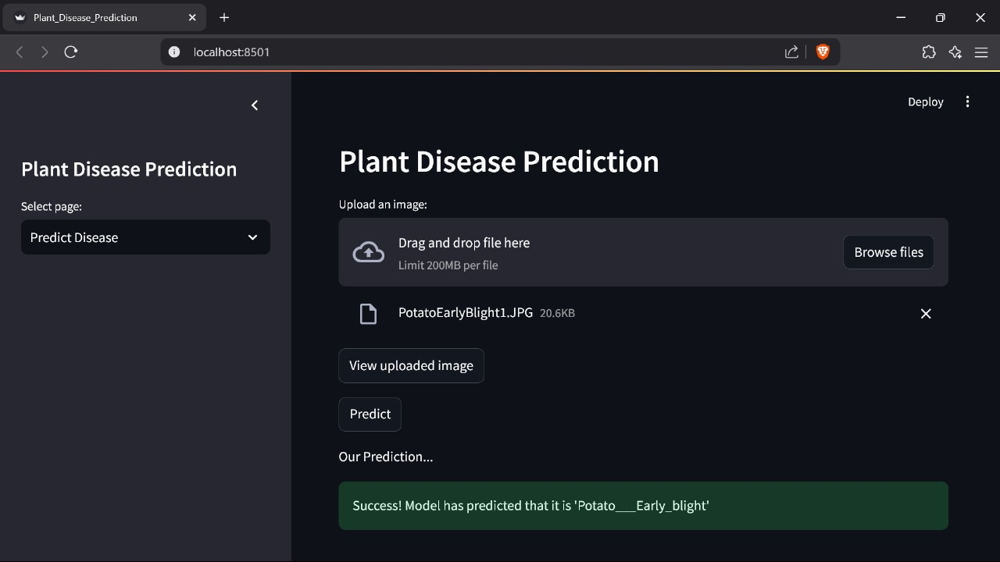 Plant_Disease_Prediction
localhost:8501
Deploy
Plant Disease Prediction
Select page:
Predict Disease
Plant Disease Prediction
Upload an image:
Drag and drop file here
Limit 200MB per file
Browse files
PotatoEarlyBlight1.JPG 20.6KB
View uploaded image
Predict
Our Prediction...
Success! Model has predicted that it is 'Potato___Early_blight'